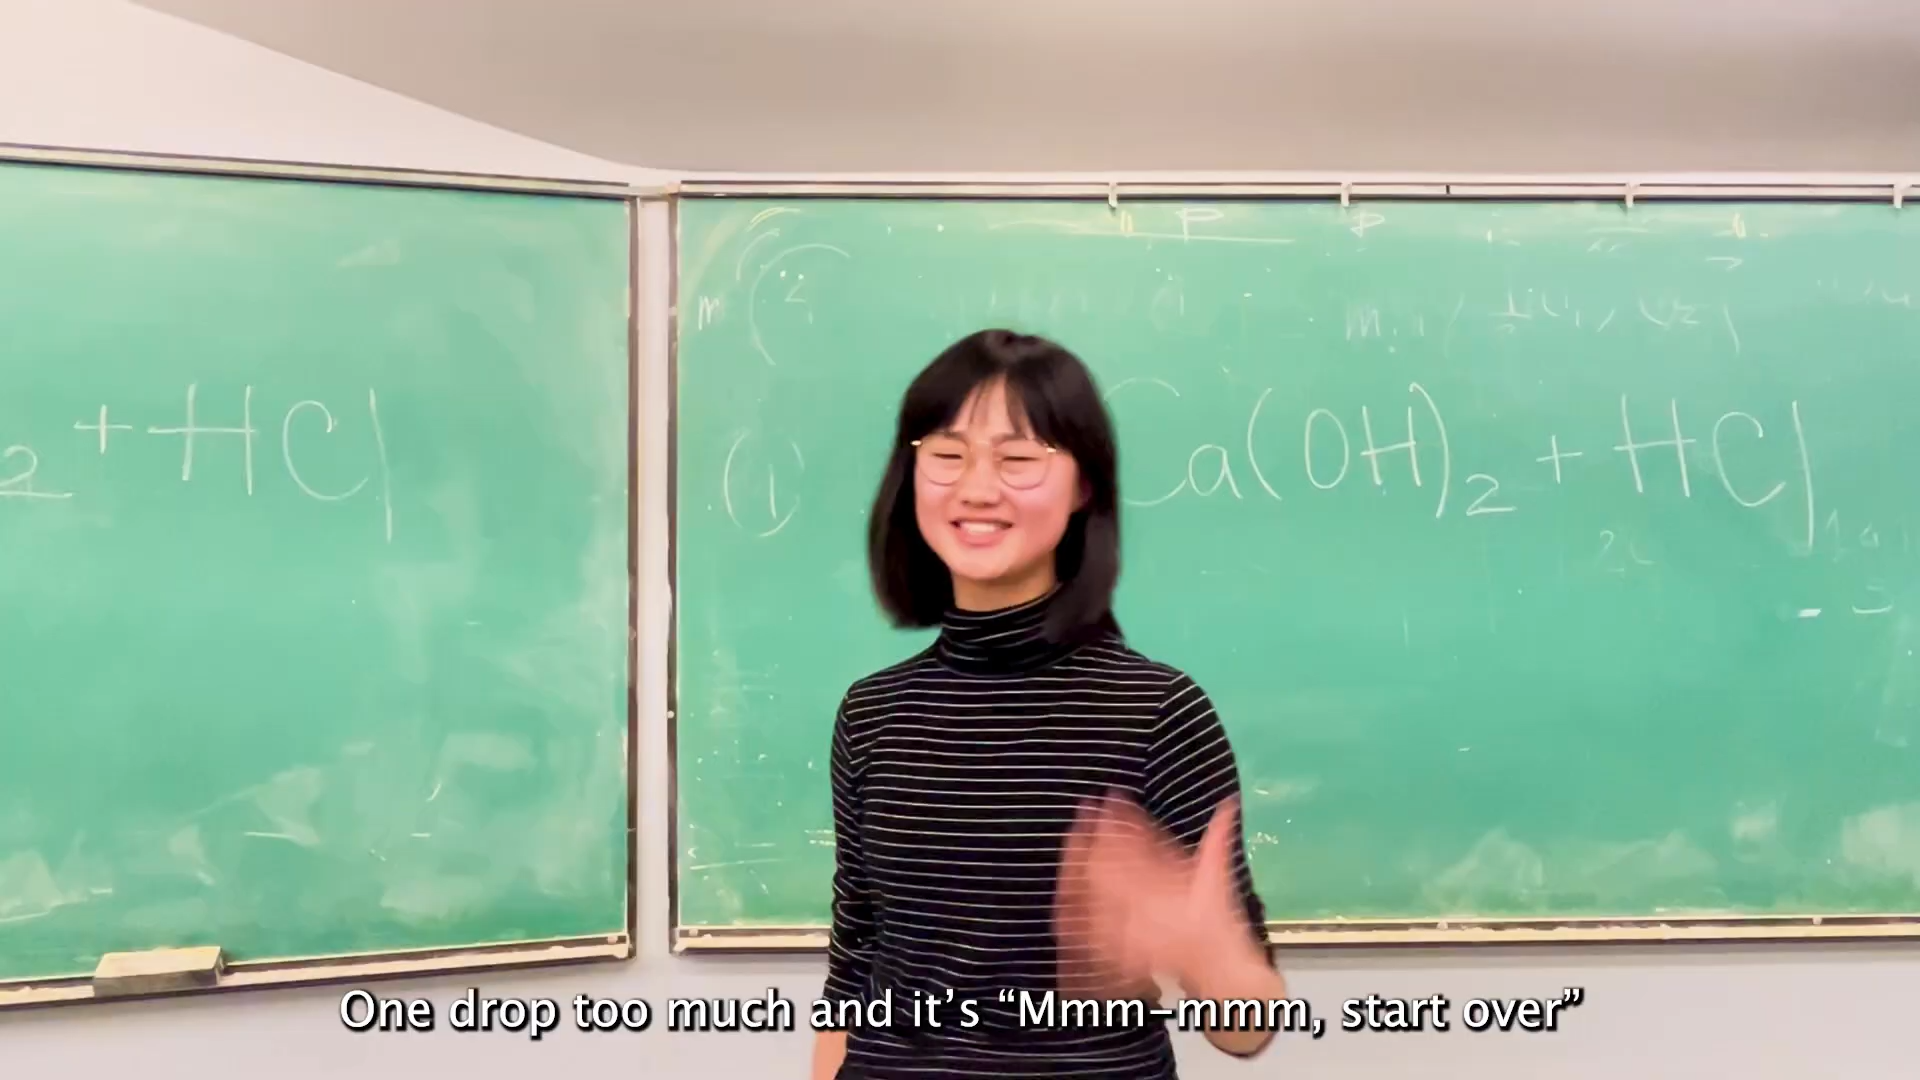 ₂ + HCl
(1) Ca(OH)₂ + HCl
One drop too much and it’s “Mmm-mmm, start over”